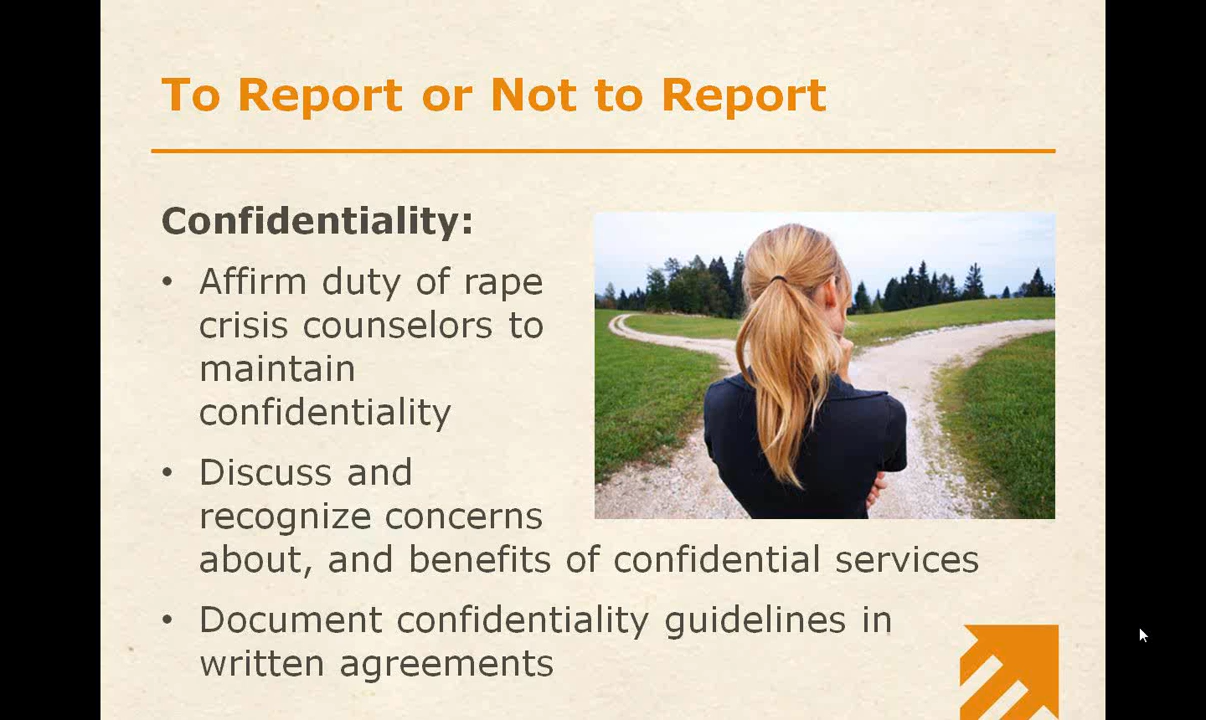 To Report or Not to Report
Confidentiality:
• Affirm duty of rape
crisis counselors to
maintain
confidentiality
• Discuss and
recognize concerns
about, and benefits of confidential services
• Document confidentiality guidelines in
written agreements